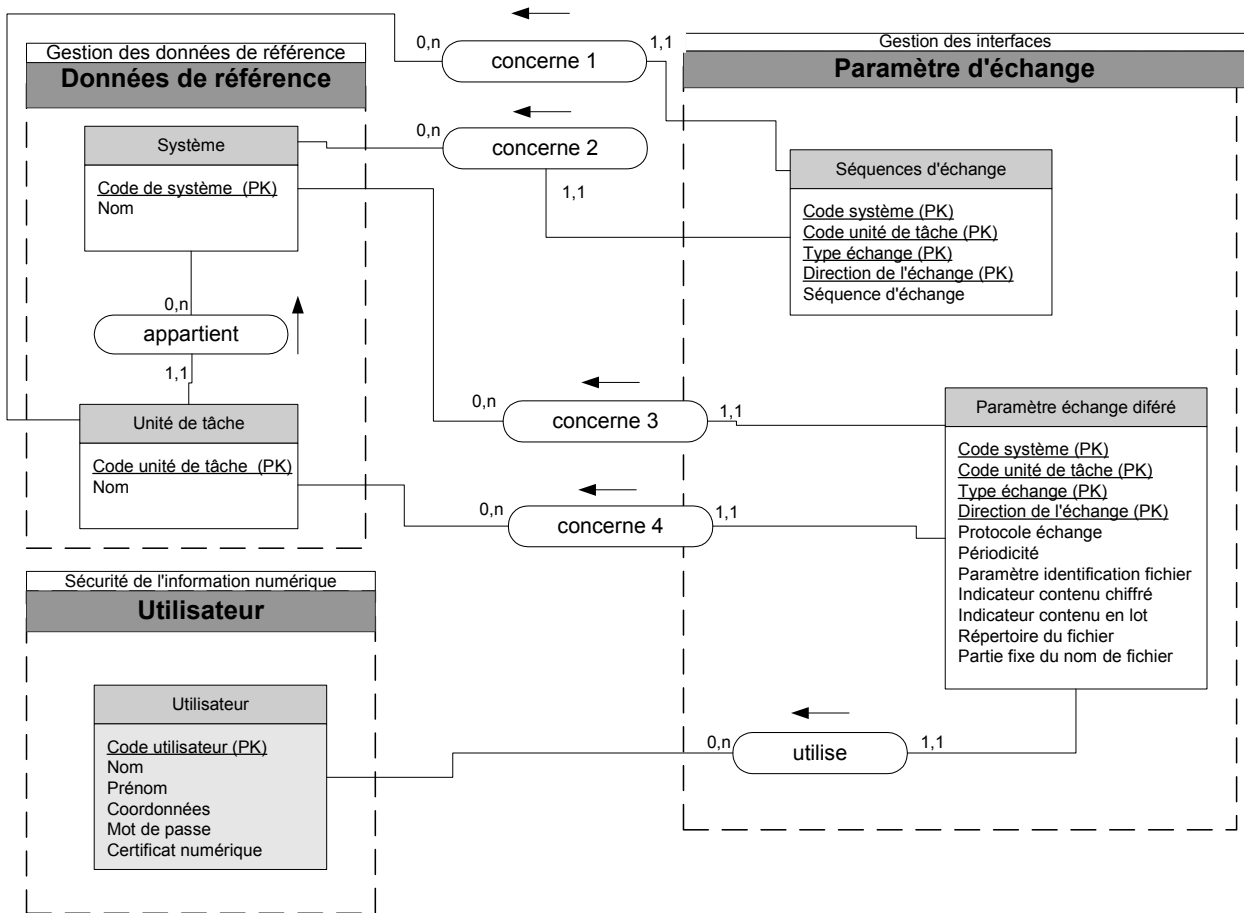 0,n
concerne 1
1,1
Gestion des données de référence
Données de référence
Gestion des interfaces
Paramètre d'échange
Système
Code de système (PK)
Nom
0,n
concerne 2
1,1
Séquences d'échange
Code système (PK)
Code unité de tâche (PK)
Type échange (PK)
Direction de l'échange (PK)
Séquence d'échange
0,n
appartient
1,1
Unité de tâche
Code unité de tâche (PK)
Nom
0,n
concerne 3
1,1
0,n
concerne 4
1,1
Paramètre échange diféré
Code système (PK)
Code unité de tâche (PK)
Type échange (PK)
Direction de l'échange (PK)
Protocole échange
Périodicité
Paramètre identification fichier
Indicateur contenu chiffré
Indicateur contenu en lot
Répertoire du fichier
Partie fixe du nom de fichier
Sécurité de l'information numérique
Utilisateur
Utilisateur
Code utilisateur (PK)
Nom
Prénom
Coordonnées
Mot de passe
Certificat numérique
0,n
utilise
1,1